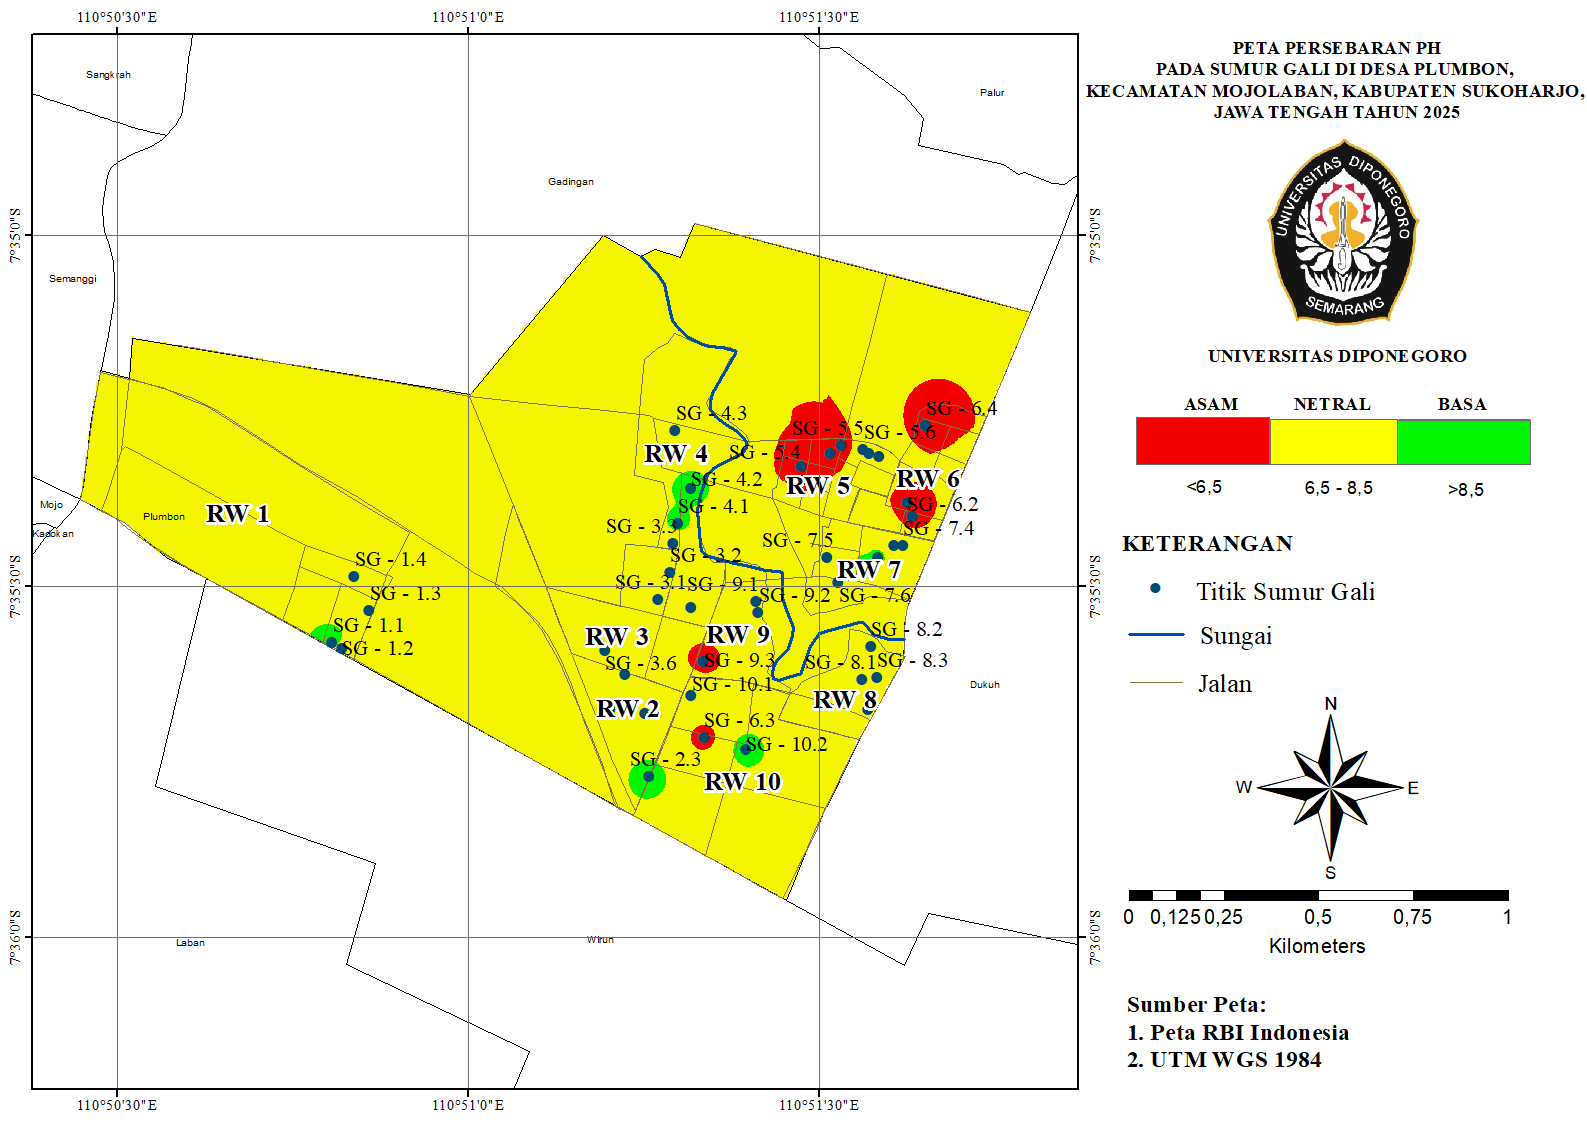 110°50'30"E
110°51'0"E
110°51'30"E
PETA PERSEBARAN PH
PADA SUMUR GALI DI DESA PLUMBON,
KECAMATAN MOJOLABAN, KABUPATEN SUKOHARJO,
JAWA TENGAH TAHUN 2025
UNIVERSITAS DIPONEGORO
SEMARANG
UNIVERSITAS DIPONEGORO
ASAM NETRAL BASA
<6,5 6,5 - 8,5 >8,5
KETERANGAN
Titik Sumur Gali
Sungai
Jalan
N
W E
S
0 0,125 0,25 0,5 0,75 1
Kilometers
Sumber Peta:
1. Peta RBI Indonesia
2. UTM WGS 1984
Sangkrah
Palur
Gadingan
Semanggi
Mojo
Kadokan
Plumbon
Laban
Wirun
Dukuh
7°35'0"S
7°35'0"S
7°35'30"S
7°35'30"S
7°36'0"S
7°36'0"S
SG - 4.3
SG - 6.4
SG - 5.5
SG - 5.6
RW 4
SG - 5.4
SG - 4.2
RW 5
RW 6
SG - 4.1
SG - 6.2
RW 1
SG - 3.3
SG - 7.4
SG - 7.5
SG - 3.2
SG - 1.4
RW 7
SG - 3.1
SG - 9.1
SG - 9.2
SG - 7.6
SG - 1.3
SG - 1.1
SG - 1.2
RW 3
RW 9
SG - 8.2
SG - 3.6
SG - 9.3
SG - 8.1
SG - 8.3
SG - 10.1
RW 2
RW 8
SG - 6.3
SG - 10.2
SG - 2.3
RW 10
110°50'30"E
110°51'0"E
110°51'30"E